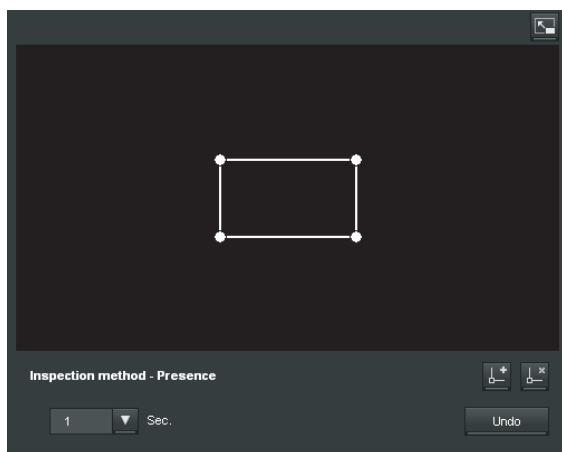 Inspection method - Presence
1 Sec.
Undo